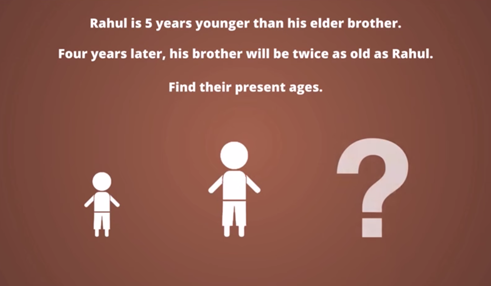 Rahul is 5 years younger than his elder brother.
Four years later, his brother will be twice as old as Rahul.
Find their present ages.
?